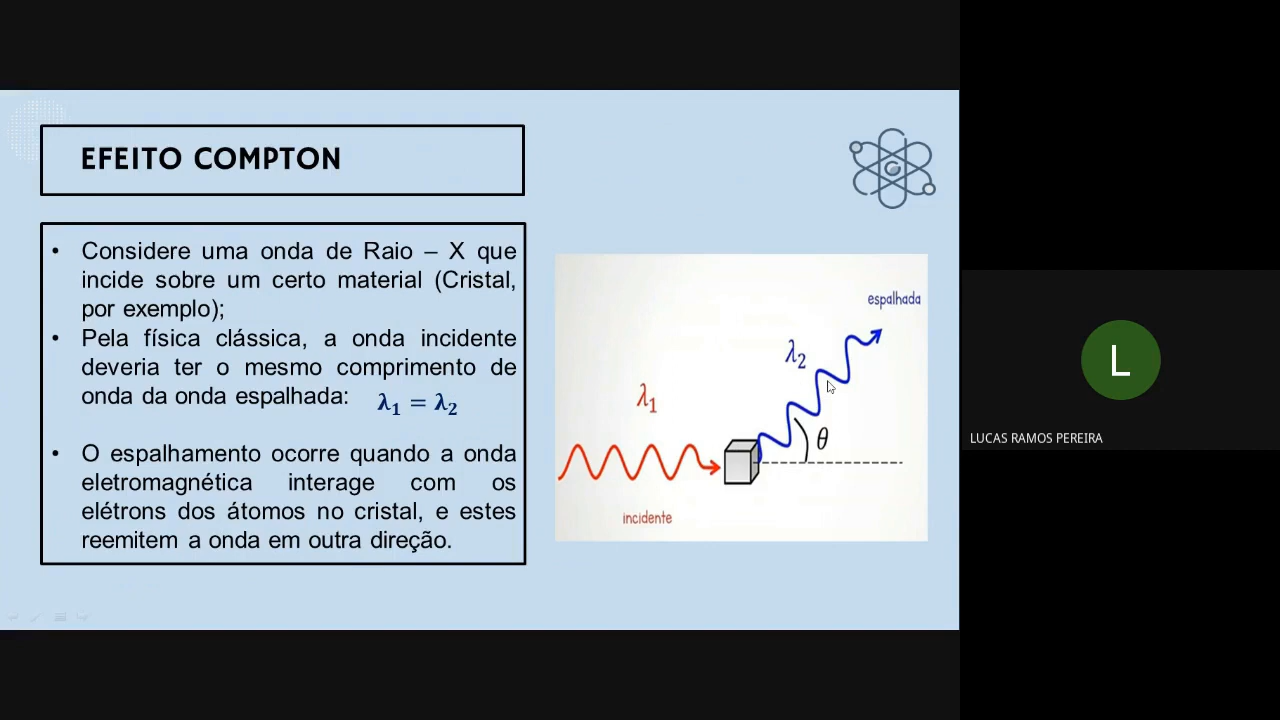 EFEITO COMPTON
• Considere uma onda de Raio – X que
incide sobre um certo material (Cristal,
por exemplo);
• Pela física clássica, a onda incidente
deveria ter o mesmo comprimento de
onda da onda espalhada: λ₁ = λ₂
• O espalhamento ocorre quando a onda
eletromagnética interage com os
elétrons dos átomos no cristal, e estes
reemitem a onda em outra direção.
espalhada
λ₂
λ₁
θ
incidente
L
LUCAS RAMOS PEREIRA